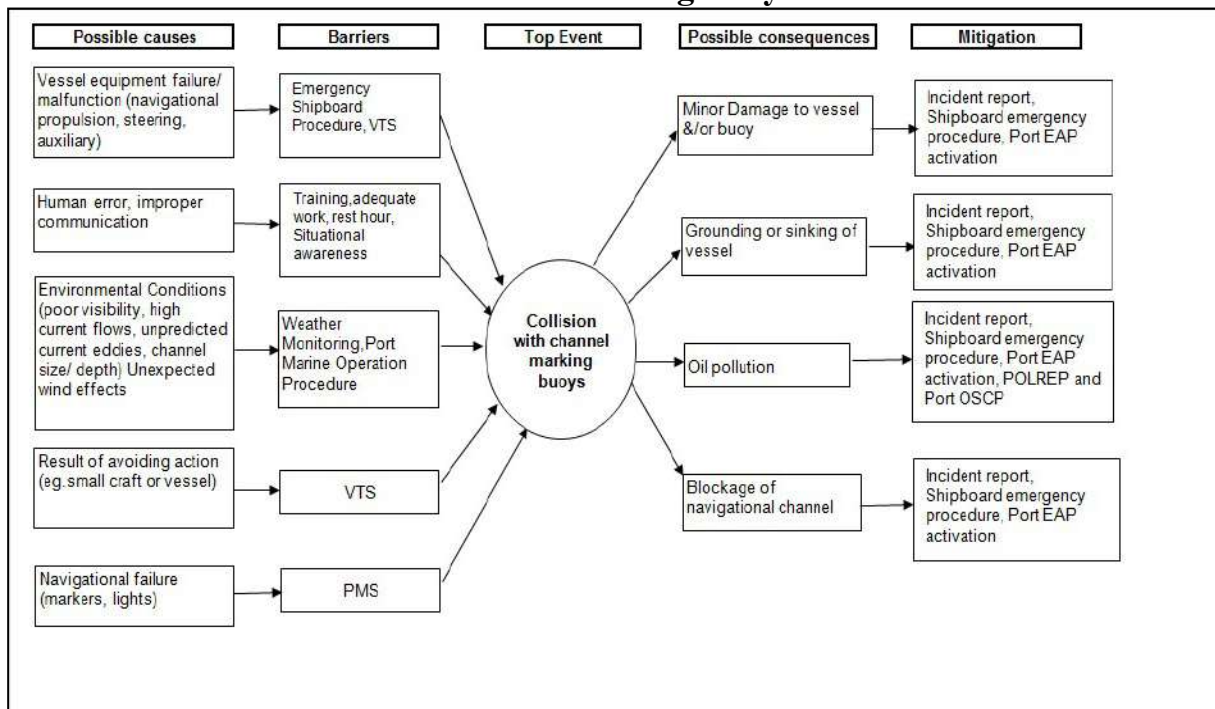 Possible causes
Barriers
Top Event
Possible consequences
Mitigation
Vessel equipment failure/
malfunction (navigational
propulsion, steering,
auxiliary)
Emergency
Shipboard
Procedure, VTS
Minor Damage to vessel
&/or buoy
Incident report,
Shipboard emergency
procedure, Port EAP
activation
Human error, improper
communication
Training,adequate
work, rest hour,
Situational
awareness
Grounding or sinking of
vessel
Incident report,
Shipboard emergency
procedure, Port EAP
activation
Environmental Conditions
(poor visibility, high
current flows, unpredicted
current eddies, channel
size/ depth) Unexpected
wind effects
Weather
Monitoring, Port
Marine Operation
Procedure
Collision
with channel
marking
buoys
Oil pollution
Incident report,
Shipboard emergency
procedure, Port EAP
activation, POLREP and
Port OSCP
Result of avoiding action
(eg.small craft or vessel)
VTS
Blockage of
navigational channel
Incident report,
Shipboard emergency
procedure, Port EAP
activation
Navigational failure
(markers, lights)
PMS